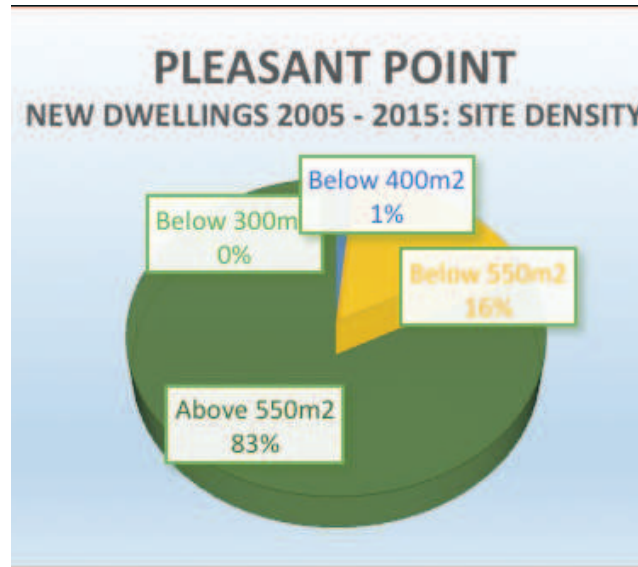 PLEASANT POINT
NEW DWELLINGS 2005 - 2015: SITE DENSITY
Below 400m2
1%
Below 300m
0%
Below 550m2
16%
Above 550m2
83%